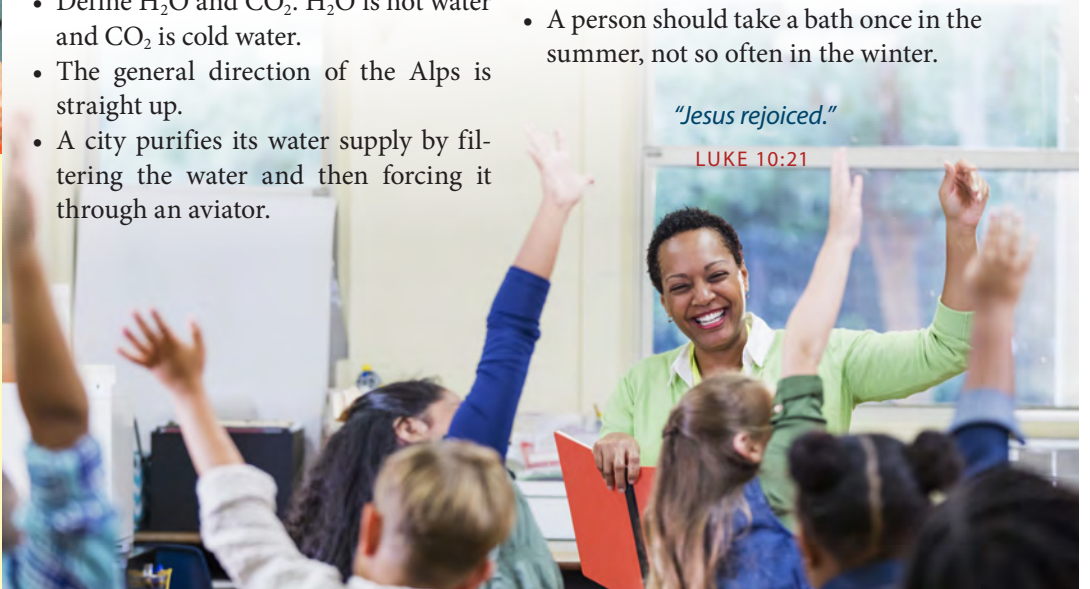 • Define H₂O and CO₂. H₂O is hot water
and CO₂ is cold water.
• The general direction of the Alps is
straight up.
• A city purifies its water supply by fil-
tering the water and then forcing it
through an aviator.
• A person should take a bath once in the
summer, not so often in the winter.
“Jesus rejoiced.”
LUKE 10:21